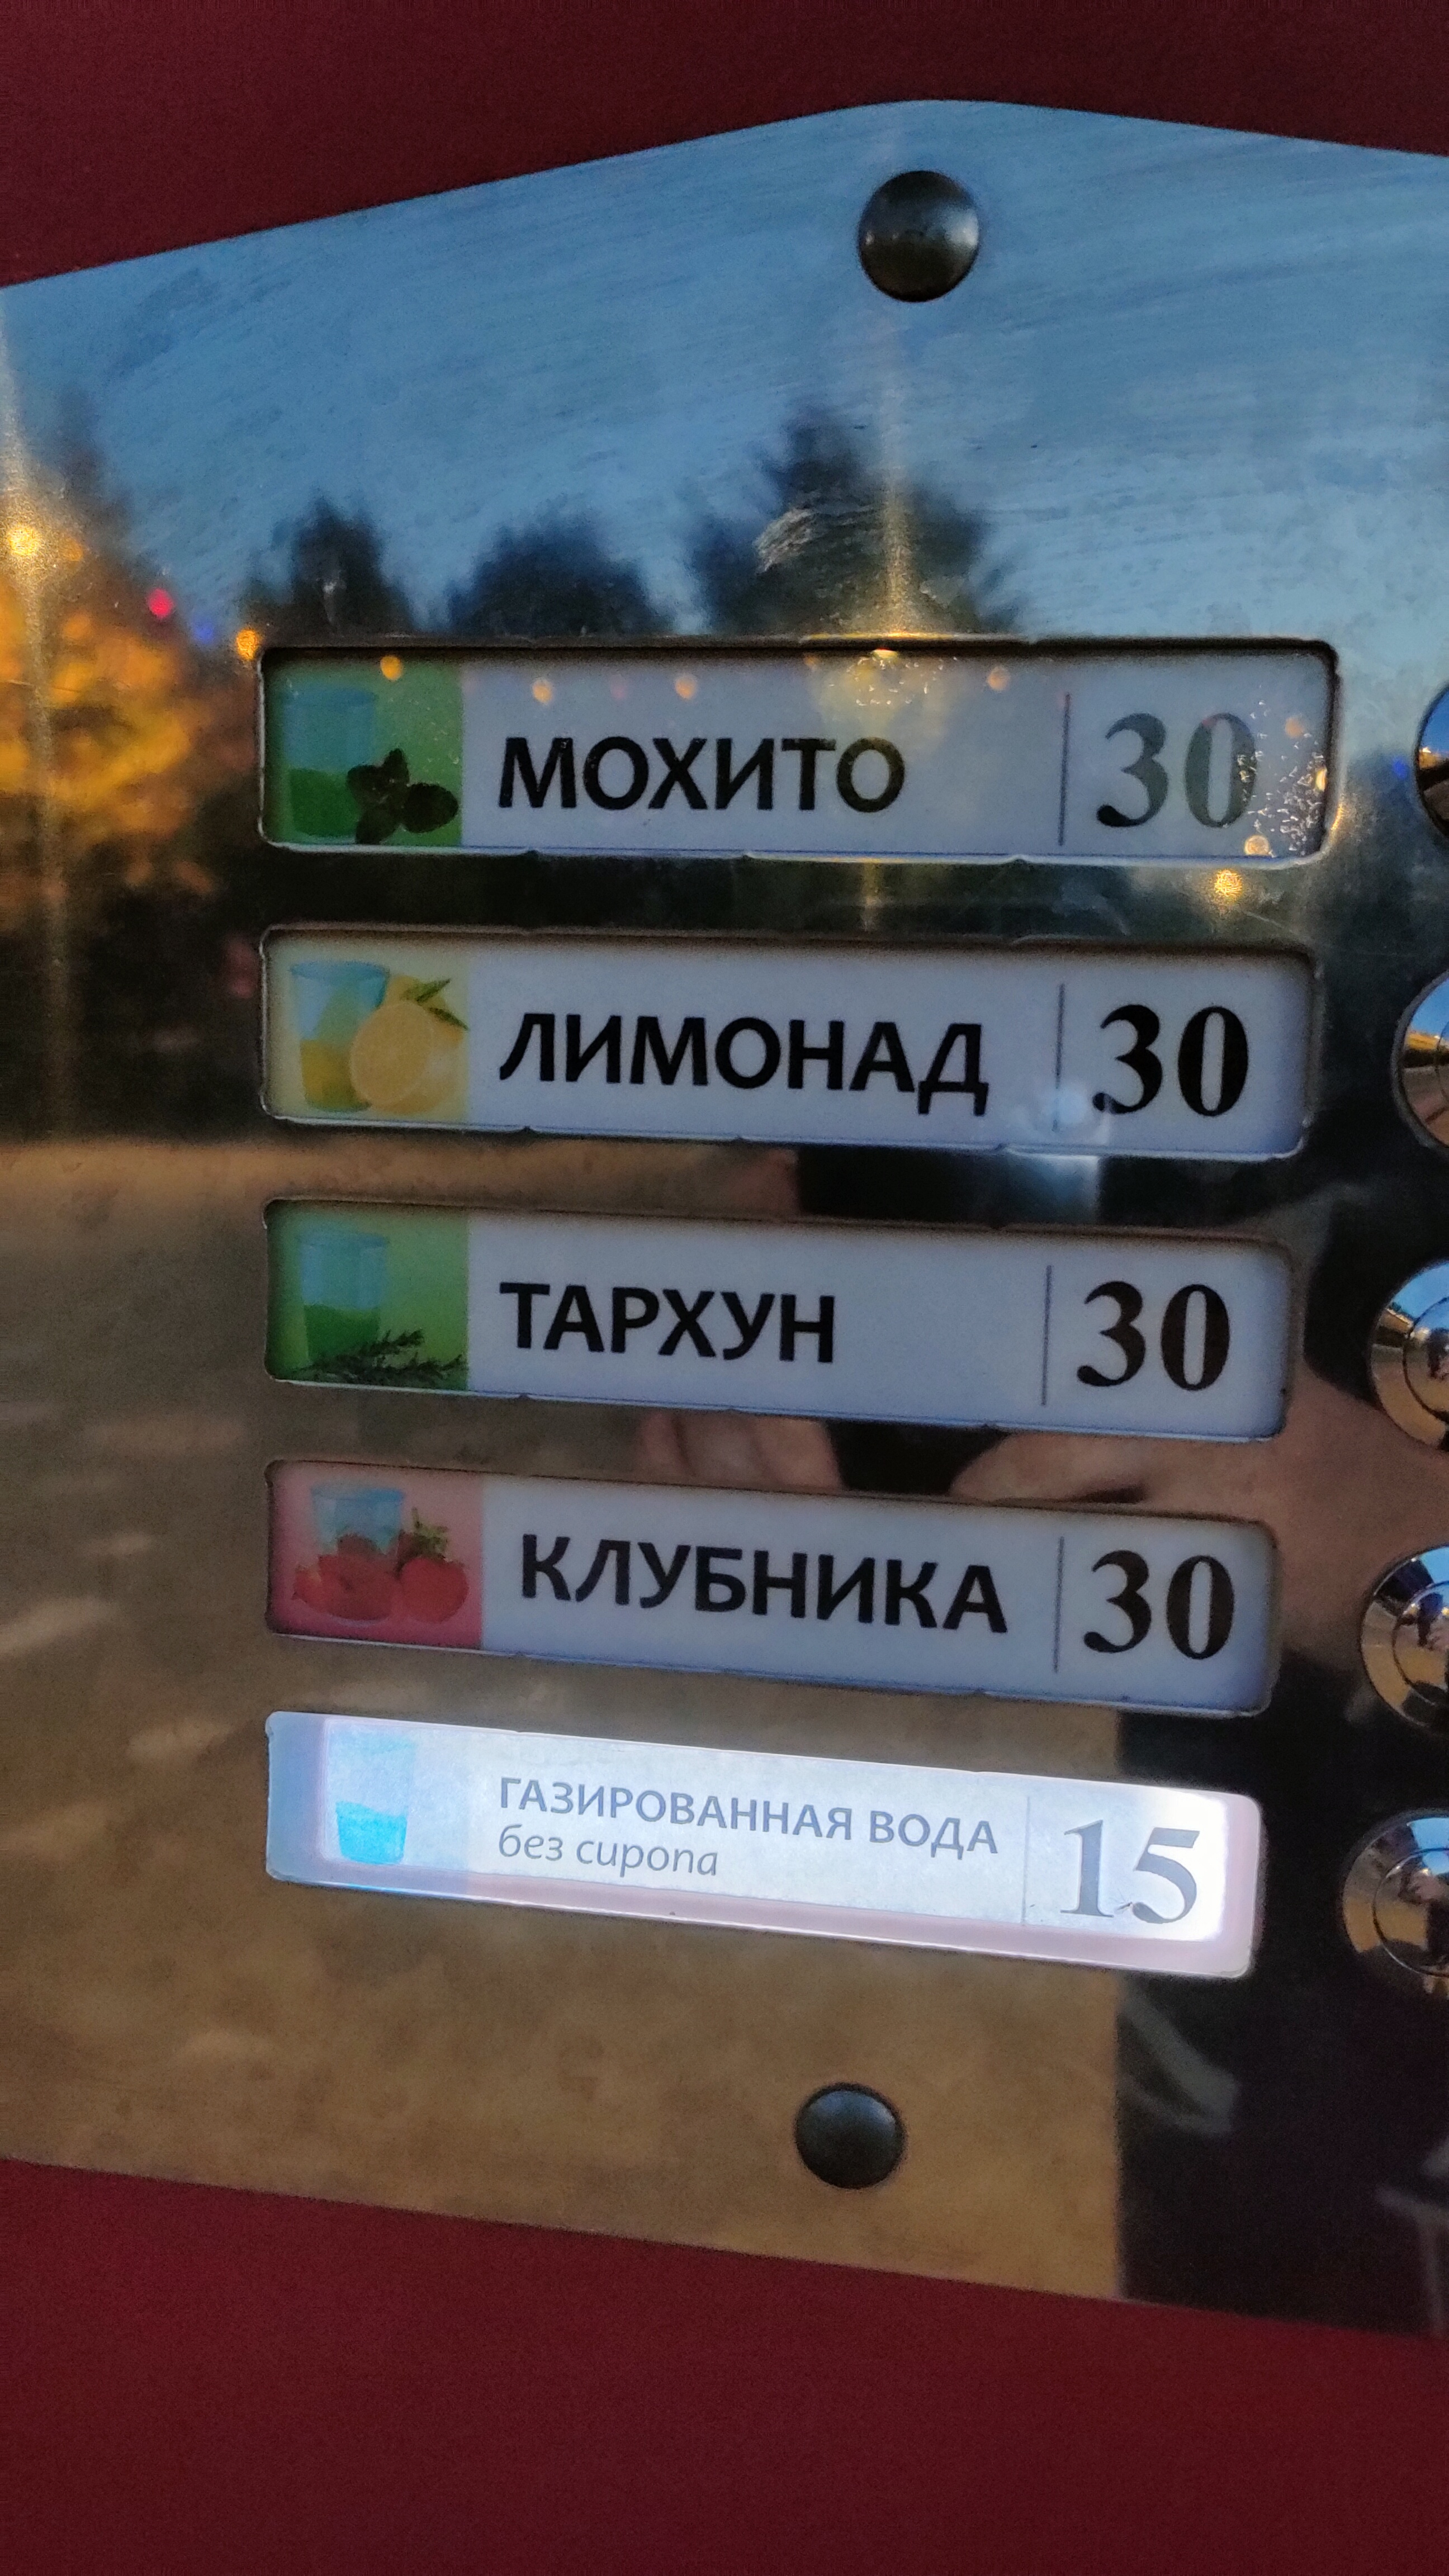 МОХИТО 30
ЛИМОНАД 30
ТАРХУН 30
КЛУБНИКА 30
ГАЗИРОВАННАЯ ВОДА 15
без сиропа